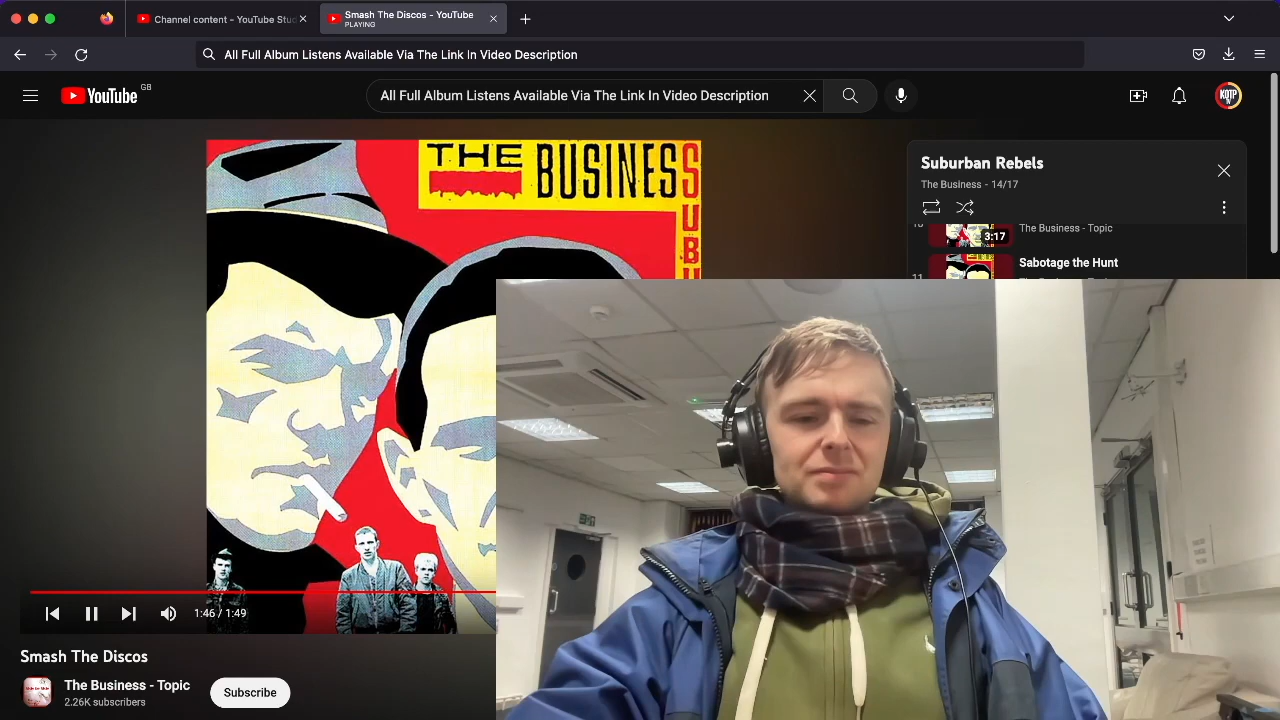 Channel content - YouTube Stud
Smash The Discos - YouTube
PLAYING
All Full Album Listens Available Via The Link In Video Description
YouTube GB
All Full Album Listens Available Via The Link In Video Description
THE BUSINESS
SUBU
Suburban Rebels
The Business - 14/17
3:17
The Business - Topic
Sabotage the Hunt
11
1:46 / 1:49
Smash The Discos
The Business - Topic
2.26K subscribers
Subscribe